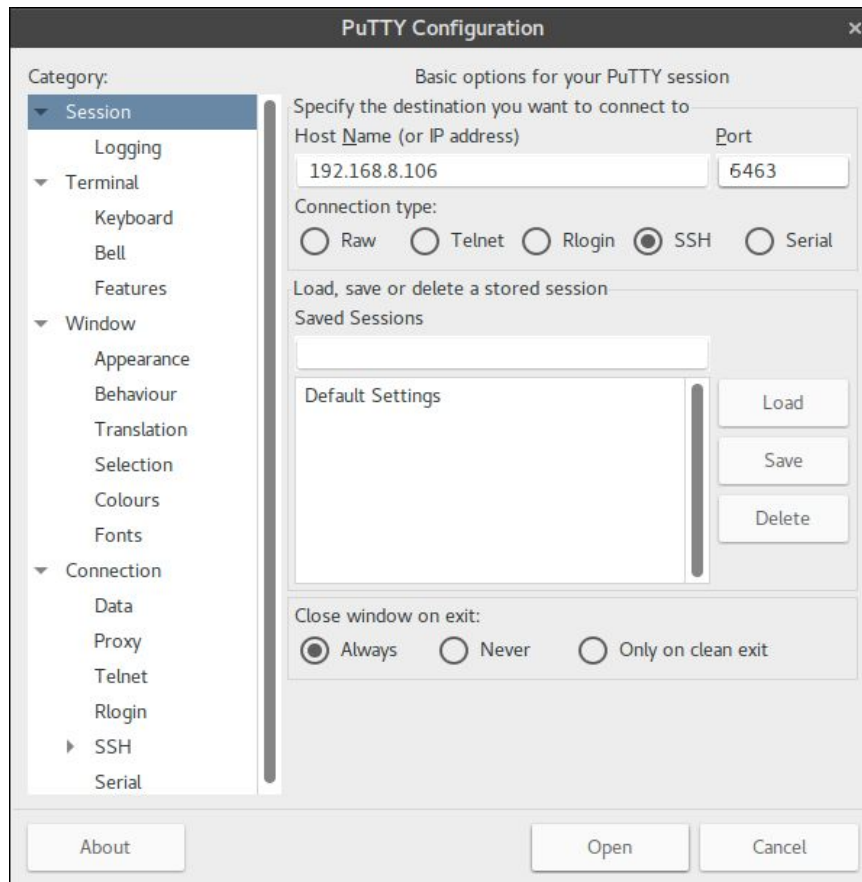 PuTTY Configuration ×
Category:
Session
Logging
Terminal
Keyboard
Bell
Features
Window
Appearance
Behaviour
Translation
Selection
Colours
Fonts
Connection
Data
Proxy
Telnet
Rlogin
SSH
Serial
Basic options for your PuTTY session
Specify the destination you want to connect to
Host Name (or IP address) Port
192.168.8.106 6463
Connection type:
Raw Telnet Rlogin SSH Serial
Load, save or delete a stored session
Saved Sessions
Default Settings
Load
Save
Delete
Close window on exit:
Always Never Only on clean exit
About Open Cancel